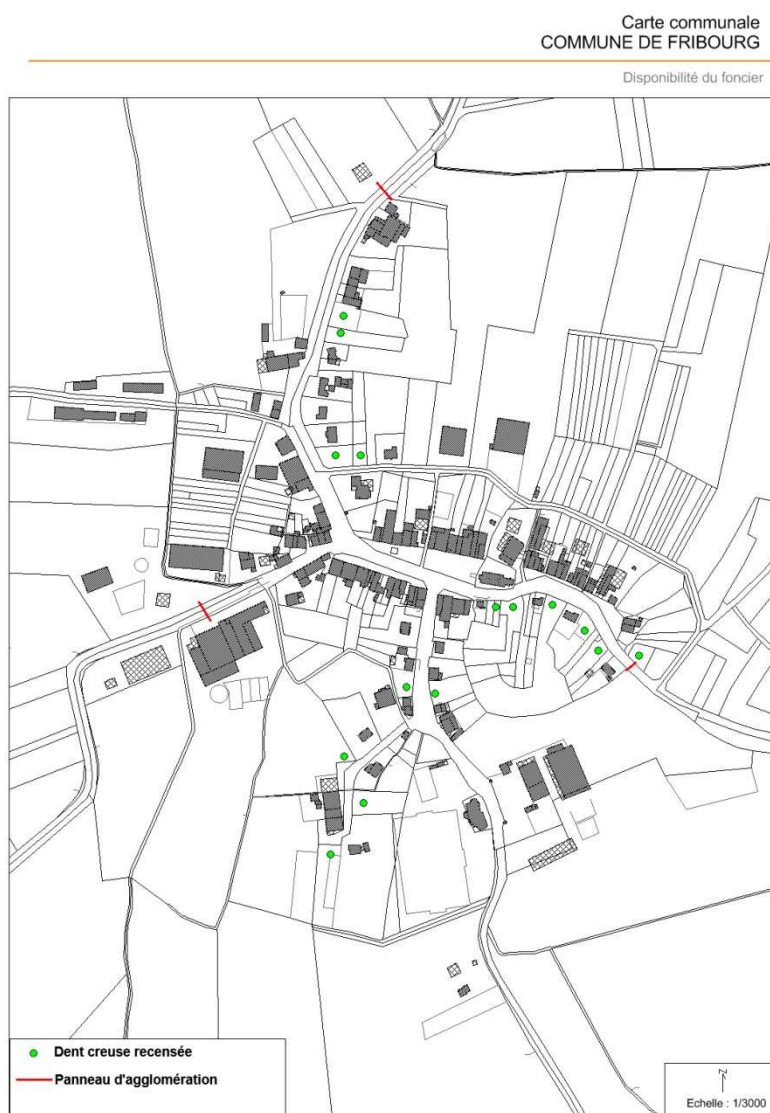 Carte communale
COMMUNE DE FRIBOURG
Disponibilité du foncier
Dent creuse recensée
Panneau d'agglomération
N
Echelle : 1/3000